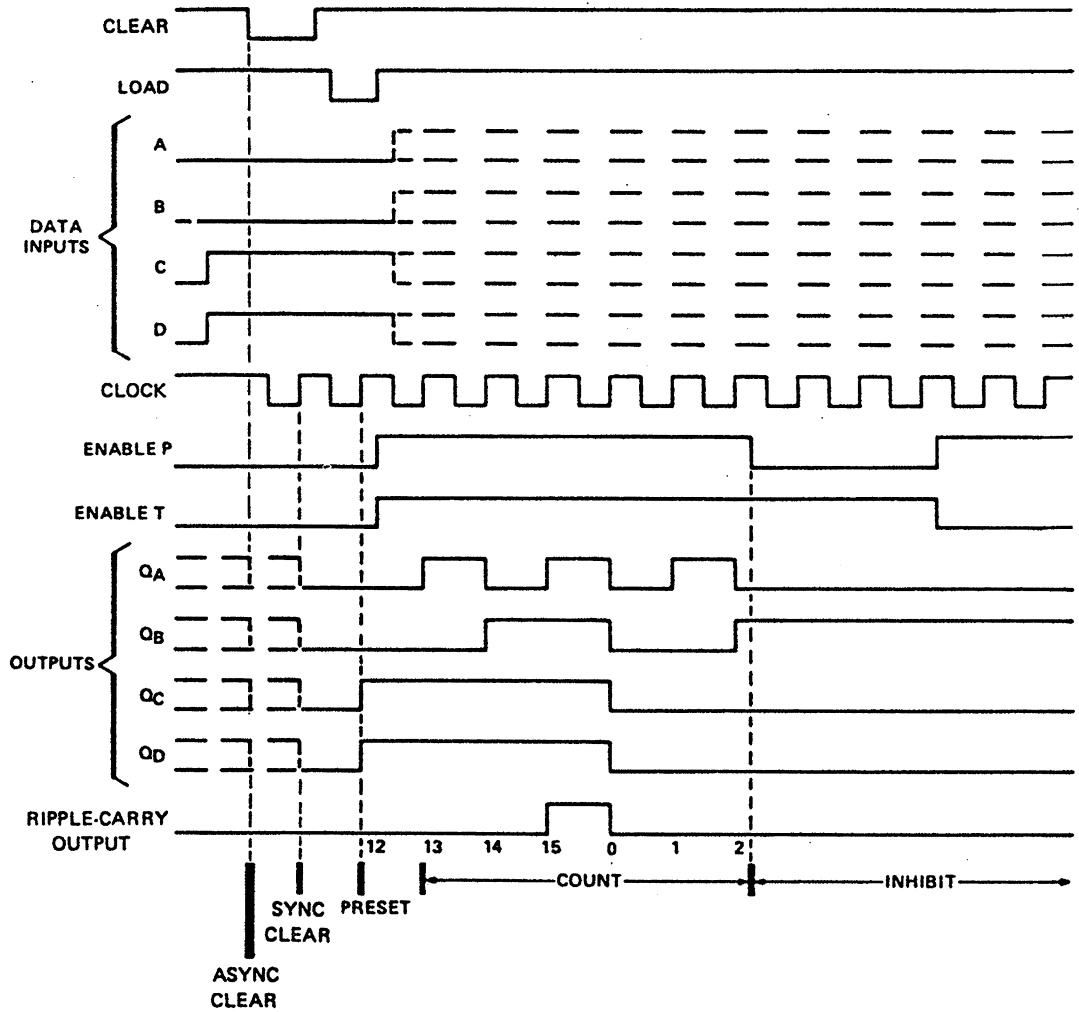 CLEAR
LOAD
A
B
DATA
INPUTS
C
D
CLOCK
ENABLE P
ENABLE T
QA
QB
OUTPUTS
QC
QD
RIPPLE-CARRY
OUTPUT
12 13 14 15 0 1 2
COUNT
INHIBIT
SYNC
CLEAR
PRESET
ASYNC
CLEAR